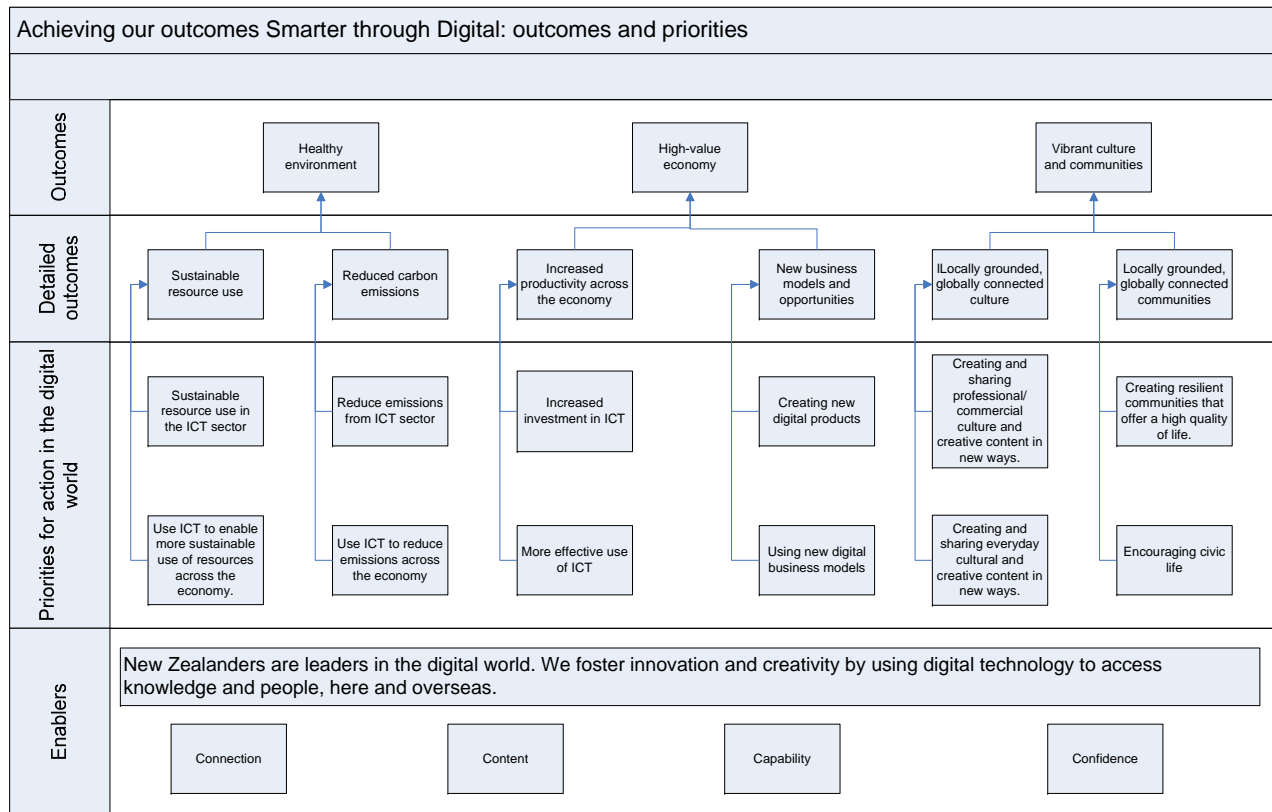 Achieving our outcomes Smarter through Digital: outcomes and priorities
Outcomes
Healthy
environment
High-value
economy
Vibrant culture
and communities
Detailed
outcomes
Sustainable
resource use
Reduced carbon
emissions
Increased
productivity across
the economy
New business
models and
opportunities
lLocally grounded,
globally connected
culture
Locally grounded,
globally connected
communities
Priorities for action in the digital
world
Sustainable
resource use in
the ICT sector
Reduce emissions
from ICT sector
Increased
investment in ICT
Creating new
digital products
Creating and
sharing
professional/
commercial
culture and
creative content in
new ways.
Creating resilient
communities that
offer a high quality
of life.
Use ICT to enable
more sustainable
use of resources
across the
economy.
Use ICT to reduce
emissions across
the economy
More effective use
of ICT
Using new digital
business models
Creating and
sharing everyday
cultural and
creative content in
new ways.
Encouraging civic
life
Enablers
New Zealanders are leaders in the digital world. We foster innovation and creativity by using digital technology to access
knowledge and people, here and overseas.
Connection
Content
Capability
Confidence